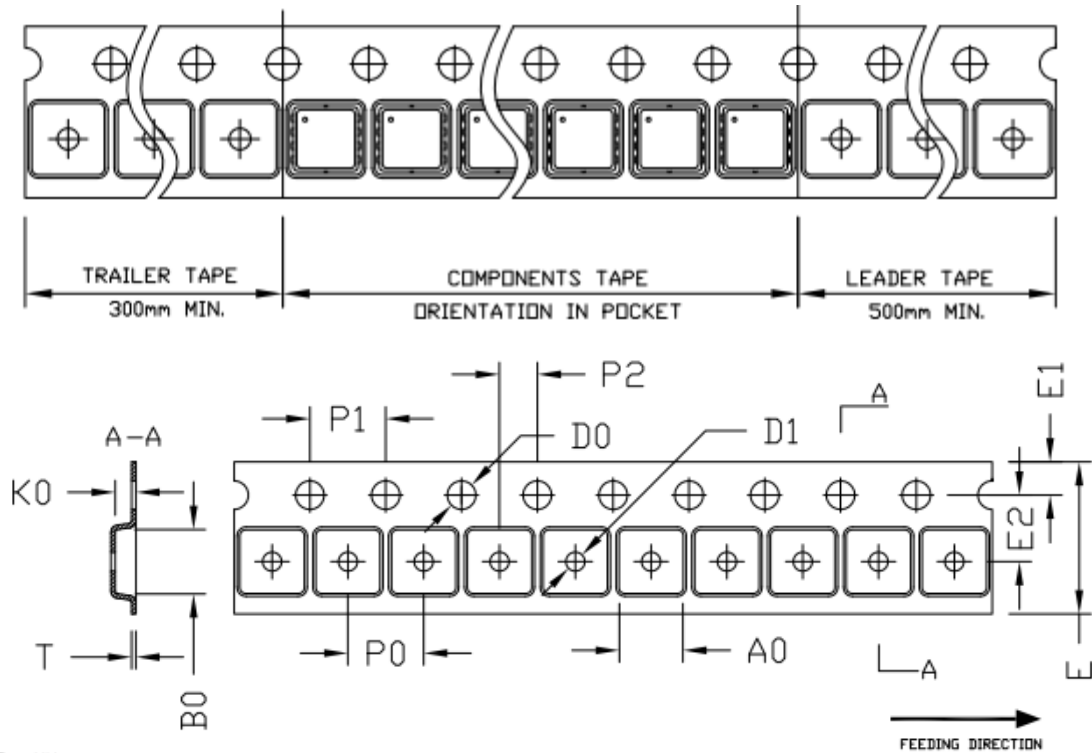 TRAILER TAPE
300mm MIN.
COMPONENTS TAPE
ORIENTATION IN POCKET
LEADER TAPE
500mm MIN.
P2
E1
P1
A
A-A
D0
D1
K0
E2
T
P0
A0
B0
A
E
FEEDING DIRECTION